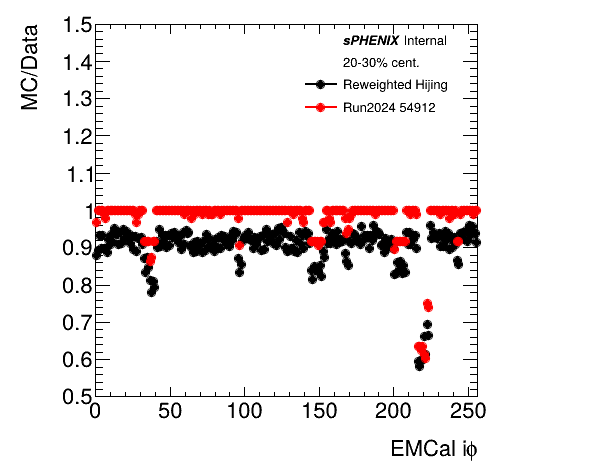 MC/Data
1.5
1.4
1.3
1.2
1.1
1
0.9
0.8
0.7
0.6
0.5
sPHENIX Internal
20-30% cent.
Reweighted Hijing
Run2024 54912
0 50 100 150 200 250
EMCal iϕ